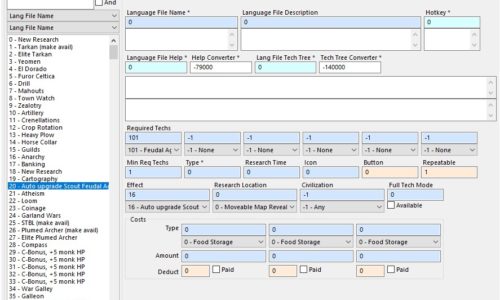 And
Lang File Name
Lang File Name
0 - New Research
1 - Tarkan (make avail)
2 - Elite Tarkan
3 - Yeomen
4 - El Dorado
5 - Furor Celtica
6 - Drill
7 - Mahouts
8 - Town Watch
9 - Zealotry
10 - Artillery
11 - Crenellations
12 - Crop Rotation
13 - Heavy Plow
14 - Horse Collar
15 - Guilds
16 - Anarchy
17 - Banking
18 - New Research
19 - Cartography
20 - Auto upgrade Scout Feudal A
21 - Atheism
22 - Loom
23 - Coinage
24 - Garland Wars
25 - STBL (make avail)
26 - Plumed Archer (make avail)
27 - Elite Plumed Archer
28 - Compass
29 - C-Bonus, +5 monk HP
30 - C-Bonus, +5 monk HP
31 - C-Bonus, +5 monk HP
32 - C-Bonus, +5 monk HP
33 - C-Bonus, +5 monk HP
34 - War Galley
35 - Galleon
Language File Name *
Language File Description
Hotkey *
0
0
0
Language File Help *
Help Converter *
Lang File Tech Tree *
Tech Tree Converter *
0
-79000
0
-140000
Required Techs
101
-1
-1
-1
-1
-1
101 - Feudal Ag
-1 - None
-1 - None
-1 - None
-1 - None
-1 - None
Min Req Techs
Type *
Research Time
Icon
Button
Repeatable
1
0
0
0
0
1
Effect
Research Location
Civilization
Full Tech Mode
16
0
-1
0
16 - Auto upgrade Scout
0 - Moveable Map Reveal
-1 - Any
Available
Costs
Type
0
0
0
0 - Food Storage
0 - Food Storage
0 - Food Storage
Amount
0
0
0
Deduct
0
Paid
0
Paid
0
Paid